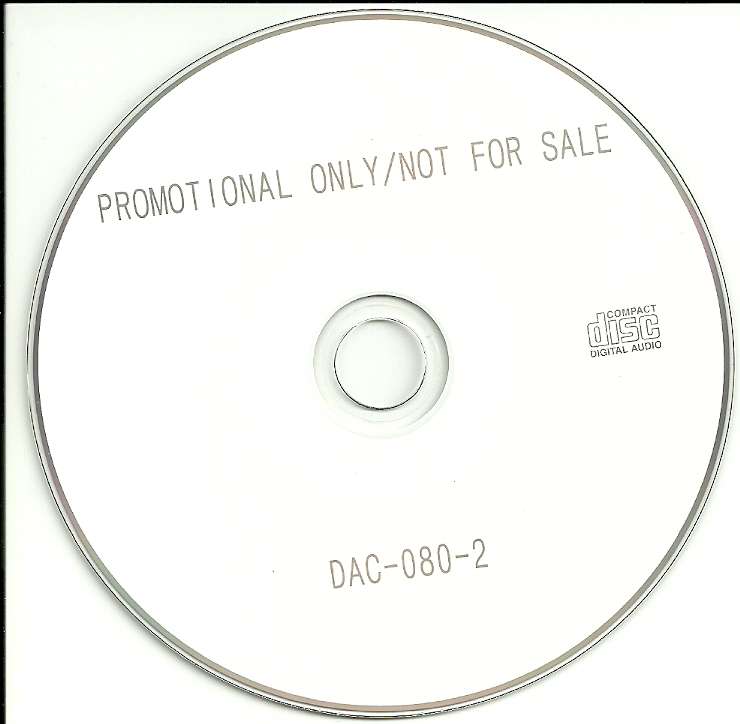 PROMOTIONAL ONLY/NOT FOR SALE
COMPACT
disc
DIGITAL AUDIO
DAC-080-2